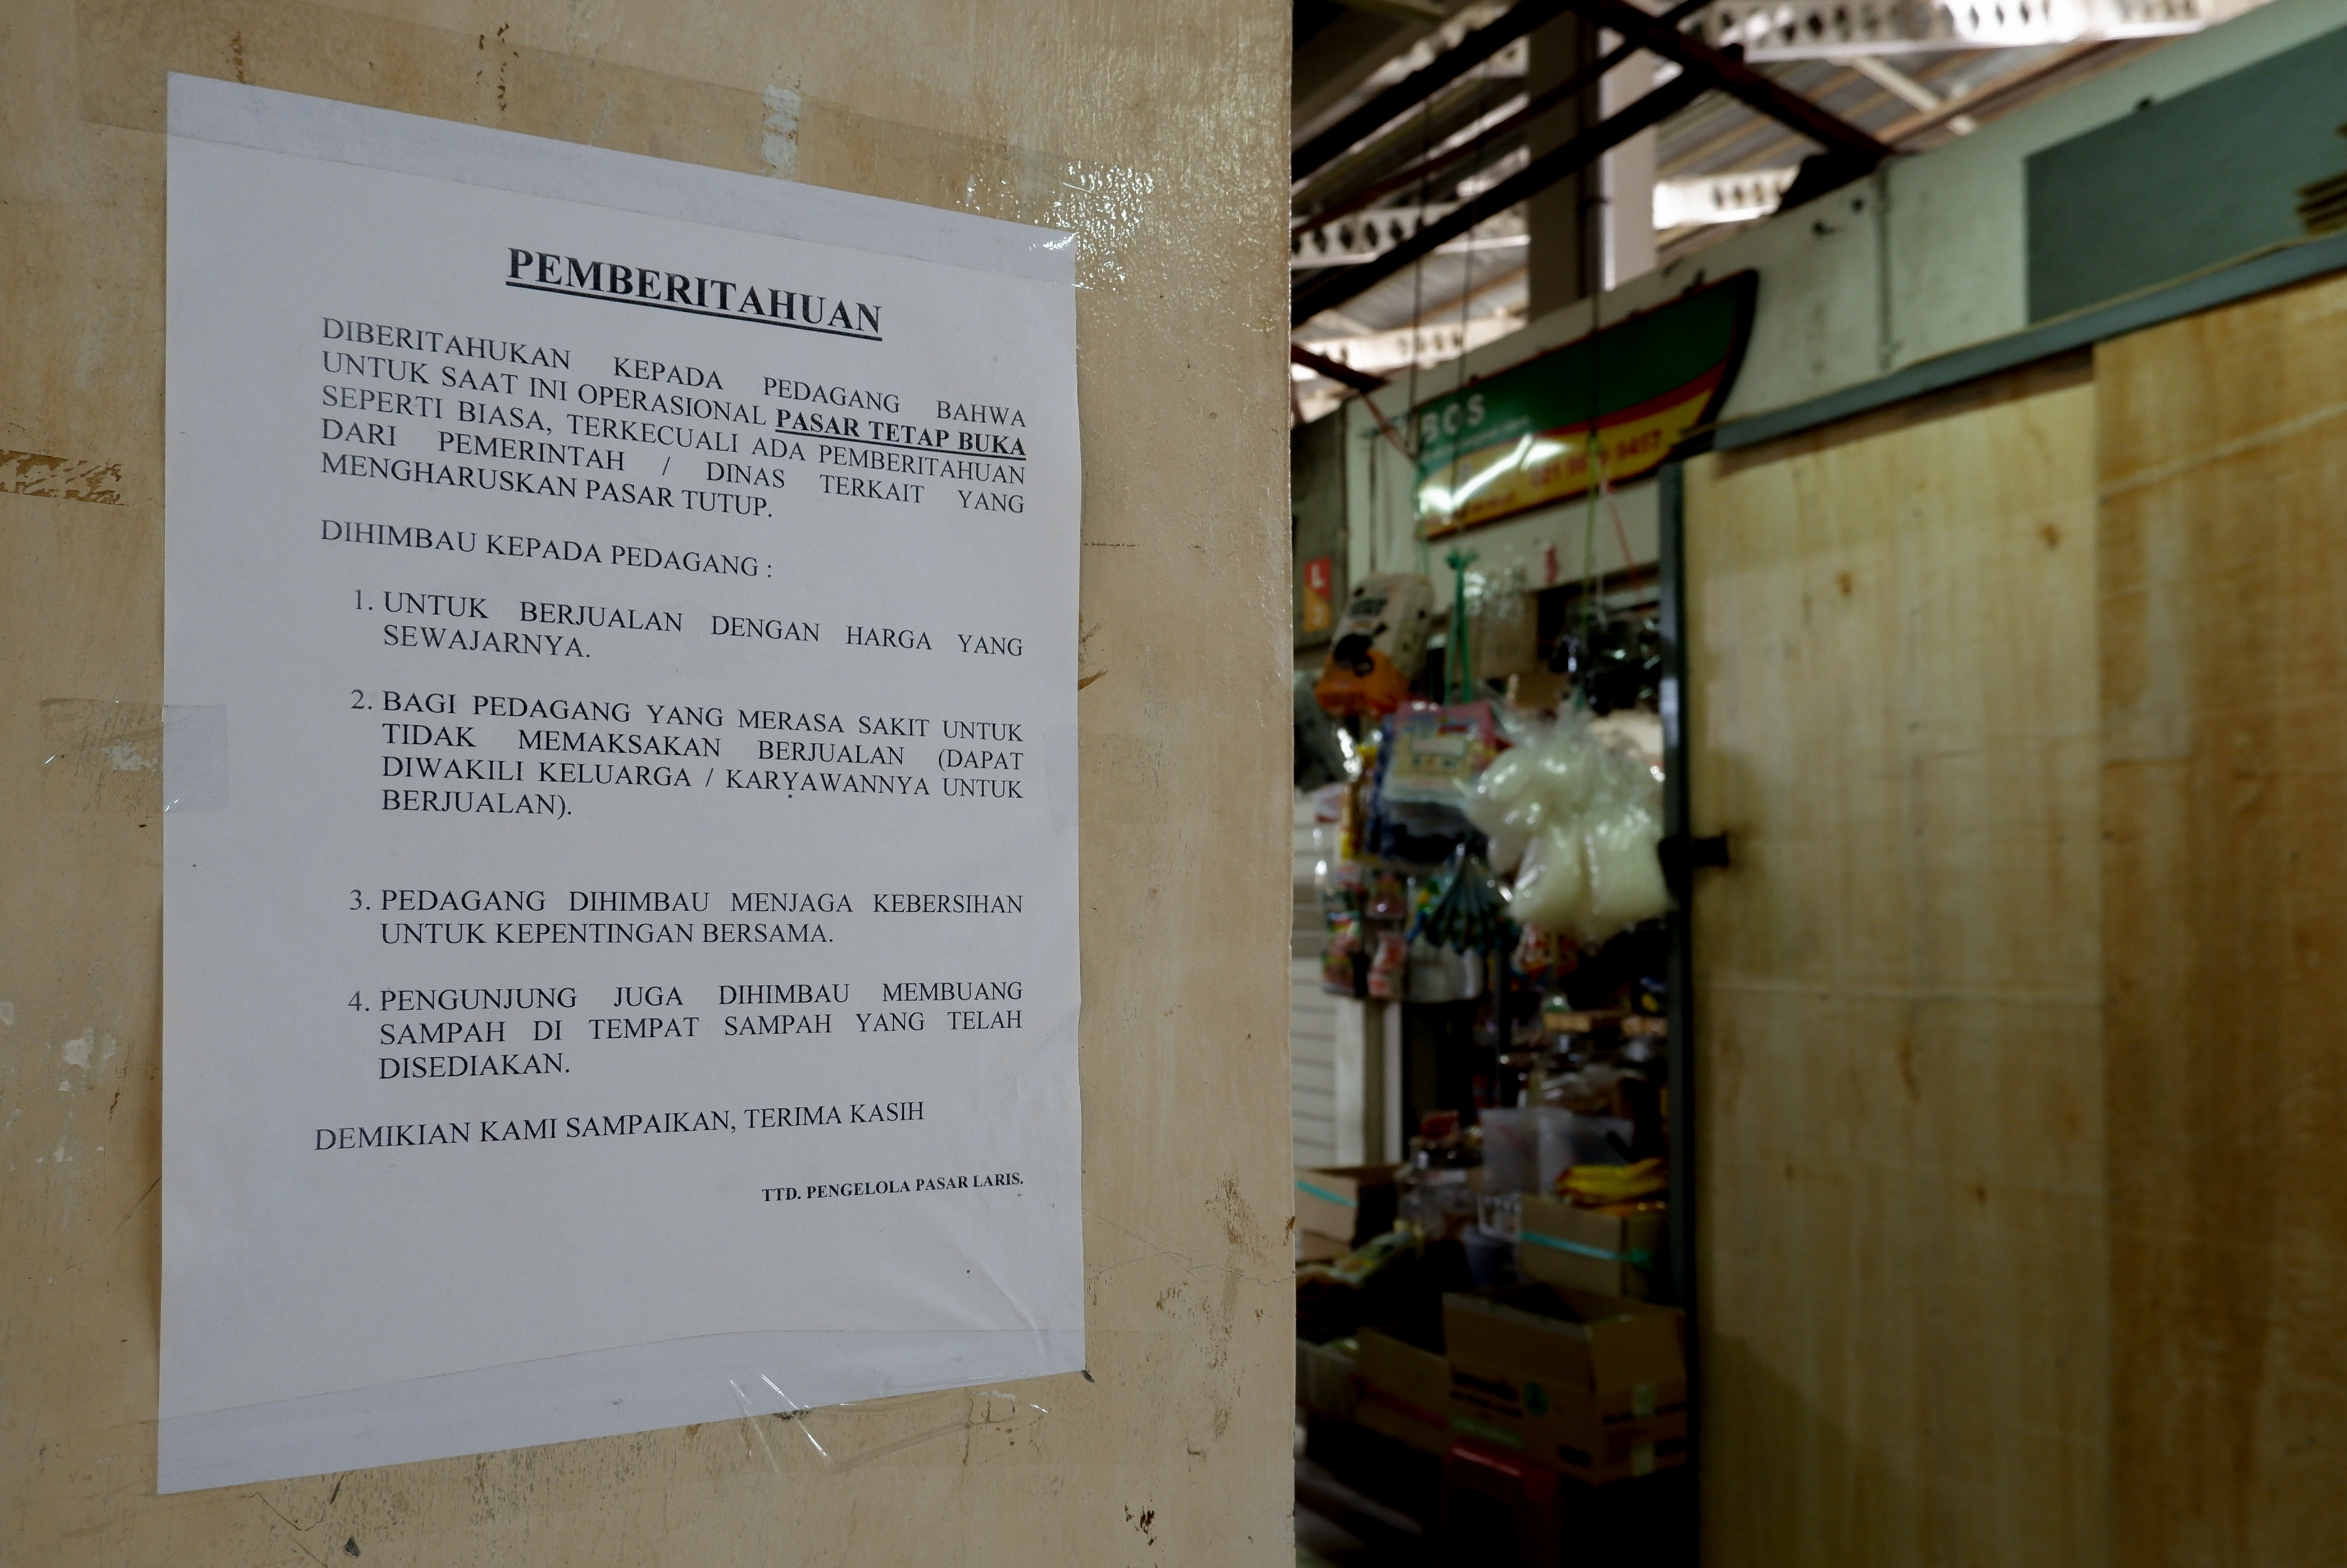 PEMBERITAHUAN
DIBERITAHUKAN KEPADA PEDAGANG BAHWA
UNTUK SAAT INI OPERASIONAL PASAR TETAP BUKA
SEPERTI BIASA, TERKECUALI ADA PEMBERITAHUAN
DARI PEMERINTAH / DINAS TERKAIT YANG
MENGHARUSKAN PASAR TUTUP.
DIHIMBAU KEPADA PEDAGANG :
1. UNTUK BERJUALAN DENGAN HARGA YANG
SEWAJARNYA.
2. BAGI PEDAGANG YANG MERASA SAKIT UNTUK
TIDAK MEMAKSAKAN BERJUALAN (DAPAT
DIWAKILI KELUARGA / KARYAWANNYA UNTUK
BERJUALAN).
3. PEDAGANG DIHIMBAU MENJAGA KEBERSIHAN
UNTUK KEPENTINGAN BERSAMA.
4. PENGUNJUNG JUGA DIHIMBAU MEMBUANG
SAMPAH DI TEMPAT SAMPAH YANG TELAH
DISEDIAKAN.
DEMIKIAN KAMI SAMPAIKAN, TERIMA KASIH
TTD. PENGELOLA PASAR LARIS.